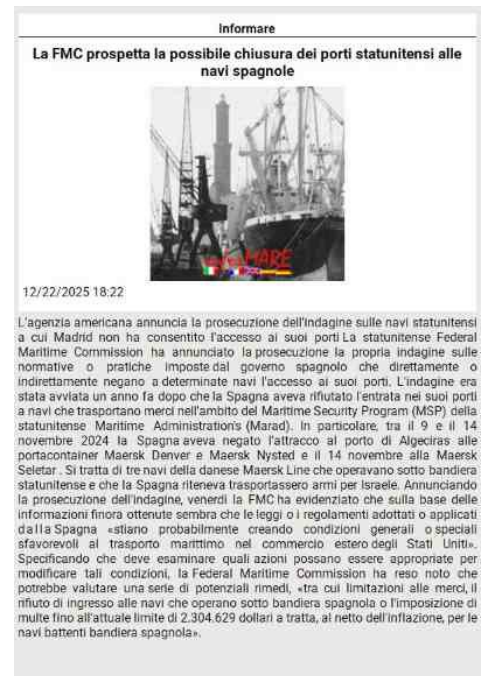 Informare
La FMC prospetta la possibile chiusura dei porti statunitensi alle
navi spagnole
inforMARE
12/22/2025 18:22
L'agenzia americana annuncia la prosecuzione dell'indagine sulle navi statunitensi
a cui Madrid non ha consentito l'accesso ai suoi porti La statunitense Federal
Maritime Commission ha annunciato la prosecuzione la propria indagine sulle
normative o pratiche imposte dal governo spagnolo che direttamente o
indirettamente negano a determinate navi l'accesso ai suoi porti. L'indagine era
stata avviata un anno fa dopo che la Spagna aveva rifiutato l'entrata nei suoi porti
a navi che trasportano merci nell'ambito del Maritime Security Program (MSP) della
statunitense Maritime Administration's (Marad). In particolare, tra il 9 e il 14
novembre 2024 la Spagna aveva negato l'attracco al porto di Algeciras alle
portacontainer Maersk Denver e Maersk Nysted e il 14 novembre alla Maersk
Seletar . Si tratta di tre navi della danese Maersk Line che operavano sotto bandiera
statunitense e che la Spagna riteneva trasportassero armi per Israele. Annunciando
la prosecuzione dell'indagine, venerdì la FMC ha evidenziato che sulla base delle
informazioni finora ottenute sembra che le leggi o i regolamenti adottati o applicati
dalla Spagna «stiano probabilmente creando condizioni generali o speciali
sfavorevoli al trasporto marittimo nel commercio estero degli Stati Uniti».
Specificando che deve esaminare quali azioni possano essere appropriate per
modificare tali condizioni, la Federal Maritime Commission ha reso noto che
potrebbe valutare una serie di potenziali rimedi, «tra cui limitazioni alle merci, il
rifiuto di ingresso alle navi che operano sotto bandiera spagnola o l'imposizione di
multe fino all'attuale limite di 2.304.629 dollari a tratta, al netto dell'inflazione, per le
navi battenti bandiera spagnola».